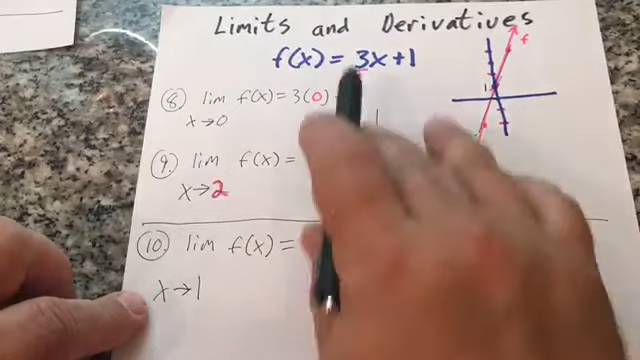 Limits and Derivatives
f(x) = 3x+1
f
1
8 lim f(x) = 3(0)
x→0
9. lim f(x) =
x→2
10. lim f(x) =
x→1